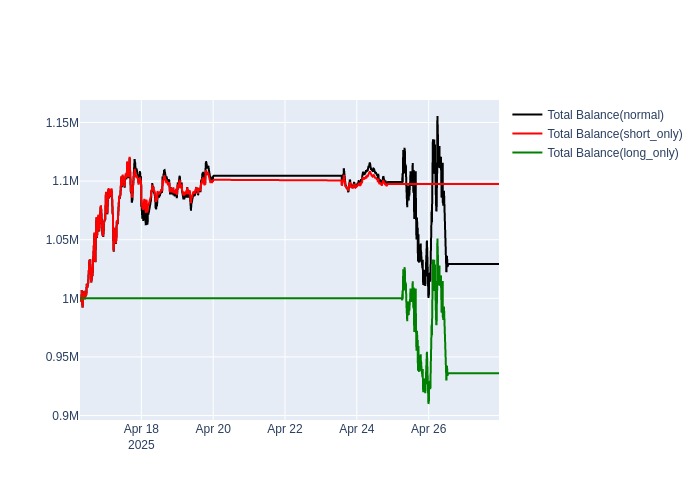 1.15M
1.1M
1.05M
1M
0.95M
0.9M
Apr 18
2025
Apr 20
Apr 22
Apr 24
Apr 26
Total Balance(normal)
Total Balance(short_only)
Total Balance(long_only)